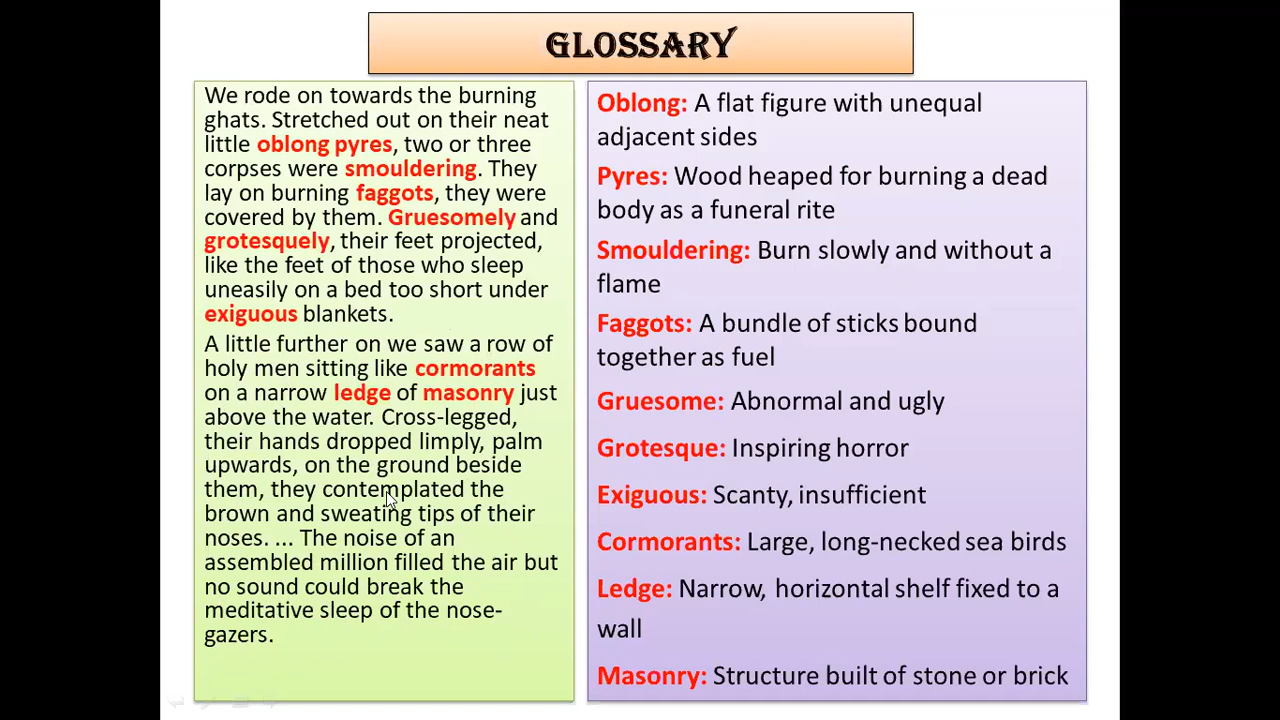 GLOSSARY
We rode on towards the burning
ghats. Stretched out on their neat
little oblong pyres, two or three
corpses were smouldering. They
lay on burning faggots, they were
covered by them. Gruesomely and
grotesquely, their feet projected,
like the feet of those who sleep
uneasily on a bed too short under
exiguous blankets.
A little further on we saw a row of
holy men sitting like cormorants
on a narrow ledge of masonry just
above the water. Cross-legged,
their hands dropped limply, palm
upwards, on the ground beside
them, they contemplated the
brown and sweating tips of their
noses. ... The noise of an
assembled million filled the air but
no sound could break the
meditative sleep of the nose-
gazers.
Oblong: A flat figure with unequal
adjacent sides
Pyres: Wood heaped for burning a dead
body as a funeral rite
Smouldering: Burn slowly and without a
flame
Faggots: A bundle of sticks bound
together as fuel
Gruesome: Abnormal and ugly
Grotesque: Inspiring horror
Exiguous: Scanty, insufficient
Cormorants: Large, long-necked sea birds
Ledge: Narrow, horizontal shelf fixed to a
wall
Masonry: Structure built of stone or brick